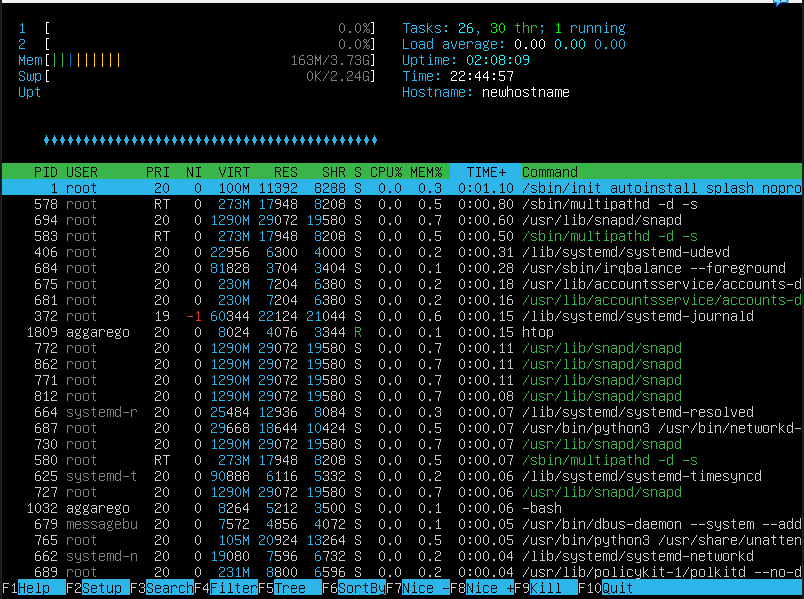 1 [ 0.0%] Tasks: 26, 30 thr; 1 running
2 [ 0.0%] Load average: 0.00 0.00 0.00
Mem[|||||||||| 163M/3.73G] Uptime: 02:08:09
Swp[ 0K/2.24G] Time: 22:44:57
Upt Hostname: newhostname
PID USER PRI NI VIRT RES SHR S CPU% MEM% TIME+ Command
1 root 20 0 100M 11392 8288 S 0.0 0.3 0:01.10 /sbin/init autoinstall splash nopro
578 root RT 0 273M 17948 8208 S 0.0 0.5 0:00.80 /sbin/multipathd -d -s
694 root 20 0 1290M 29072 19580 S 0.0 0.7 0:00.60 /usr/lib/snapd/snapd
583 root RT 0 273M 17948 8208 S 0.0 0.5 0:00.50 /sbin/multipathd -d -s
406 root 20 0 22956 6300 4000 S 0.0 0.2 0:00.31 /lib/systemd/systemd-udevd
684 root 20 0 81828 3704 3404 S 0.0 0.1 0:00.28 /usr/sbin/irqbalance --foreground
675 root 20 0 230M 7204 6380 S 0.0 0.2 0:00.18 /usr/lib/accountsservice/accounts-d
681 root 20 0 230M 7204 6380 S 0.0 0.2 0:00.16 /usr/lib/accountsservice/accounts-d
372 root 19 -1 60344 22124 21044 S 0.0 0.6 0:00.15 /lib/systemd/systemd-journald
1809 aggarego 20 0 8024 4076 3344 R 0.0 0.1 0:00.15 htop
772 root 20 0 1290M 29072 19580 S 0.0 0.7 0:00.11 /usr/lib/snapd/snapd
862 root 20 0 1290M 29072 19580 S 0.0 0.7 0:00.11 /usr/lib/snapd/snapd
771 root 20 0 1290M 29072 19580 S 0.0 0.7 0:00.11 /usr/lib/snapd/snapd
812 root 20 0 1290M 29072 19580 S 0.0 0.7 0:00.08 /usr/lib/snapd/snapd
664 systemd-r 20 0 25484 12936 8084 S 0.0 0.3 0:00.07 /lib/systemd/systemd-resolved
687 root 20 0 29668 18644 10424 S 0.0 0.5 0:00.07 /usr/bin/python3 /usr/bin/networkd-
730 root 20 0 1290M 29072 19580 S 0.0 0.7 0:00.07 /usr/lib/snapd/snapd
580 root RT 0 273M 17948 8208 S 0.0 0.5 0:00.07 /sbin/multipathd -d -s
625 systemd-t 20 0 90888 6116 5332 S 0.0 0.2 0:00.06 /lib/systemd/systemd-timesyncd
727 root 20 0 1290M 29072 19580 S 0.0 0.7 0:00.06 /usr/lib/snapd/snapd
1032 aggarego 20 0 8264 5212 3500 S 0.0 0.1 0:00.06 -bash
679 messagebu 20 0 7572 4856 4072 S 0.0 0.1 0:00.05 /usr/bin/dbus-daemon --system --add
765 root 20 0 105M 20924 13264 S 0.0 0.5 0:00.05 /usr/bin/python3 /usr/share/unatten
662 systemd-n 20 0 19080 7596 6732 S 0.0 0.2 0:00.04 /lib/systemd/systemd-networkd
689 root 20 0 231M 8800 6596 S 0.0 0.2 0:00.04 /usr/lib/policykit-1/polkitd --no-d
F1Help F2Setup F3SearchF4FilterF5Tree F6SortByF7Nice -F8Nice +F9Kill F10Quit